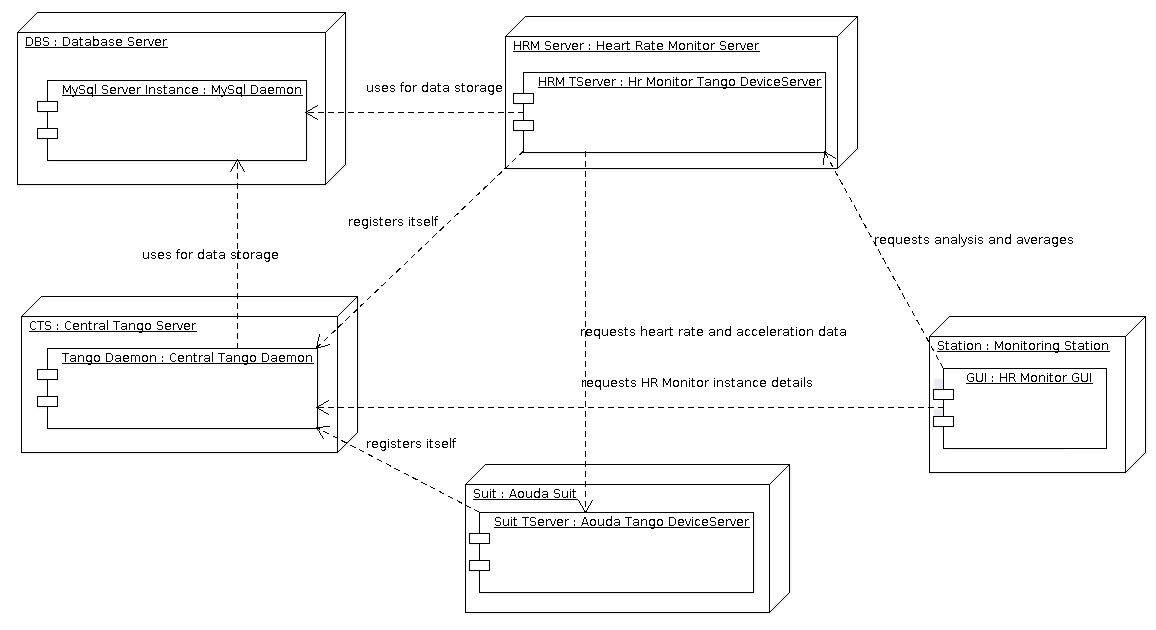 DBS : Database Server
MySql Server Instance : MySql Daemon
uses for data storage
HRM Server : Heart Rate Monitor Server
HRM TServer : Hr Monitor Tango DeviceServer
registers itself
requests analysis and averages
uses for data storage
CTS : Central Tango Server
Tango Daemon : Central Tango Daemon
requests heart rate and acceleration data
Station : Monitoring Station
GUI : HR Monitor GUI
requests HR Monitor instance details
registers itself
Suit : Aouda Suit
Suit TServer : Aouda Tango DeviceServer